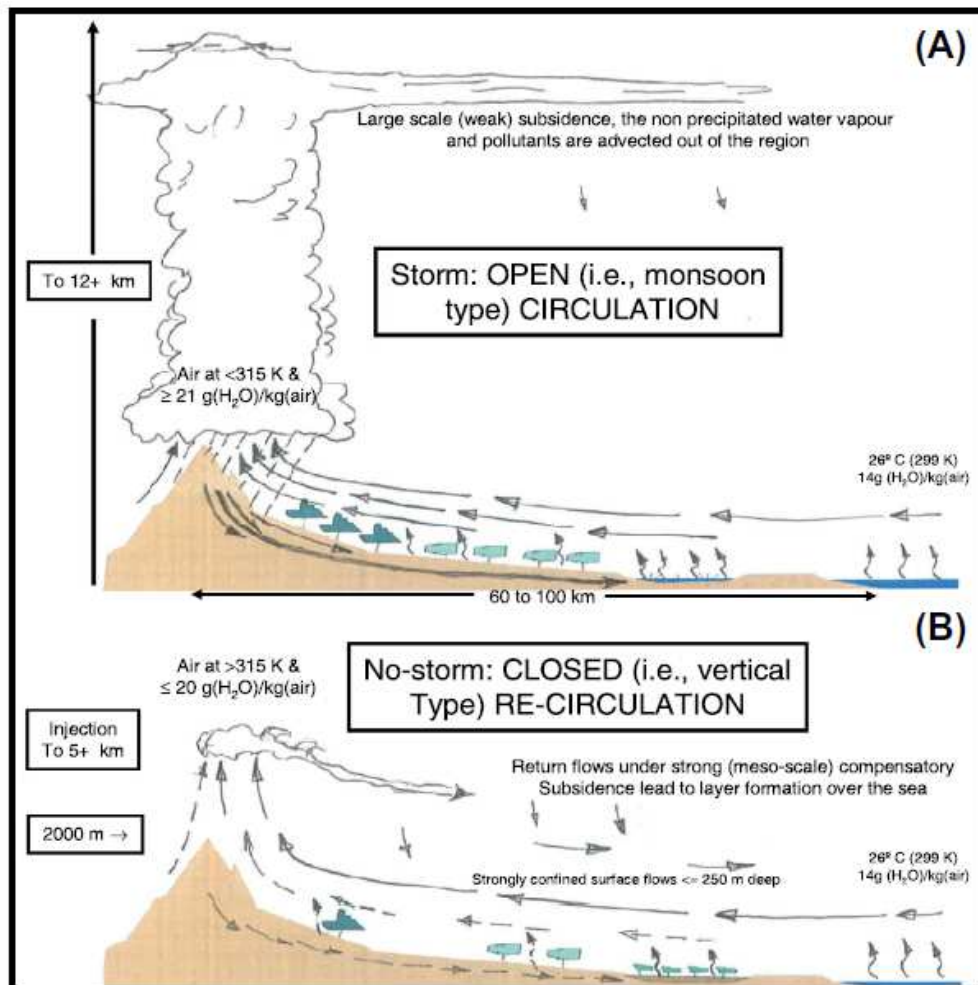 (A)
Large scale (weak) subsidence, the non precipitated water vapour
and pollutants are advected out of the region
To 12+ km
Storm: OPEN (i.e., monsoon
type) CIRCULATION
Air at <315 K &
≥ 21 g(H₂O)/kg(air)
26º C (299 K)
14g (H₂O)/kg(air)
60 to 100 km
(B)
Air at >315 K &
≤ 20 g(H₂O)/kg(air)
No-storm: CLOSED (i.e., vertical
Type) RE-CIRCULATION
Injection
To 5+ km
Return flows under strong (meso-scale) compensatory
Subsidence lead to layer formation over the sea
2000 m →
26º C (299 K)
14g (H₂O)/kg(air)
Strongly confined surface flows <= 250 m deep